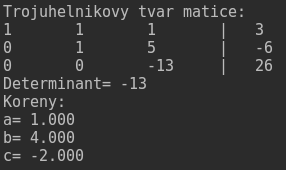 Trojuhelnikovy tvar matice:
1 1 1 | 3
0 1 5 | -6
0 0 -13 | 26
Determinant= -13
Koreny:
a= 1.000
b= 4.000
c= -2.000